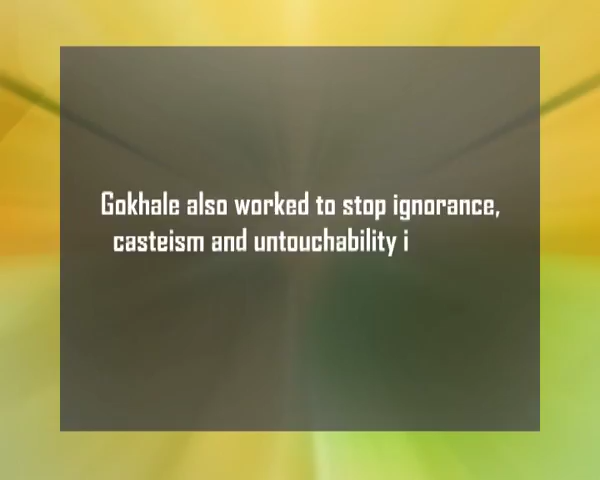 Gokhale also worked to stop ignorance,
casteism and untouchability i